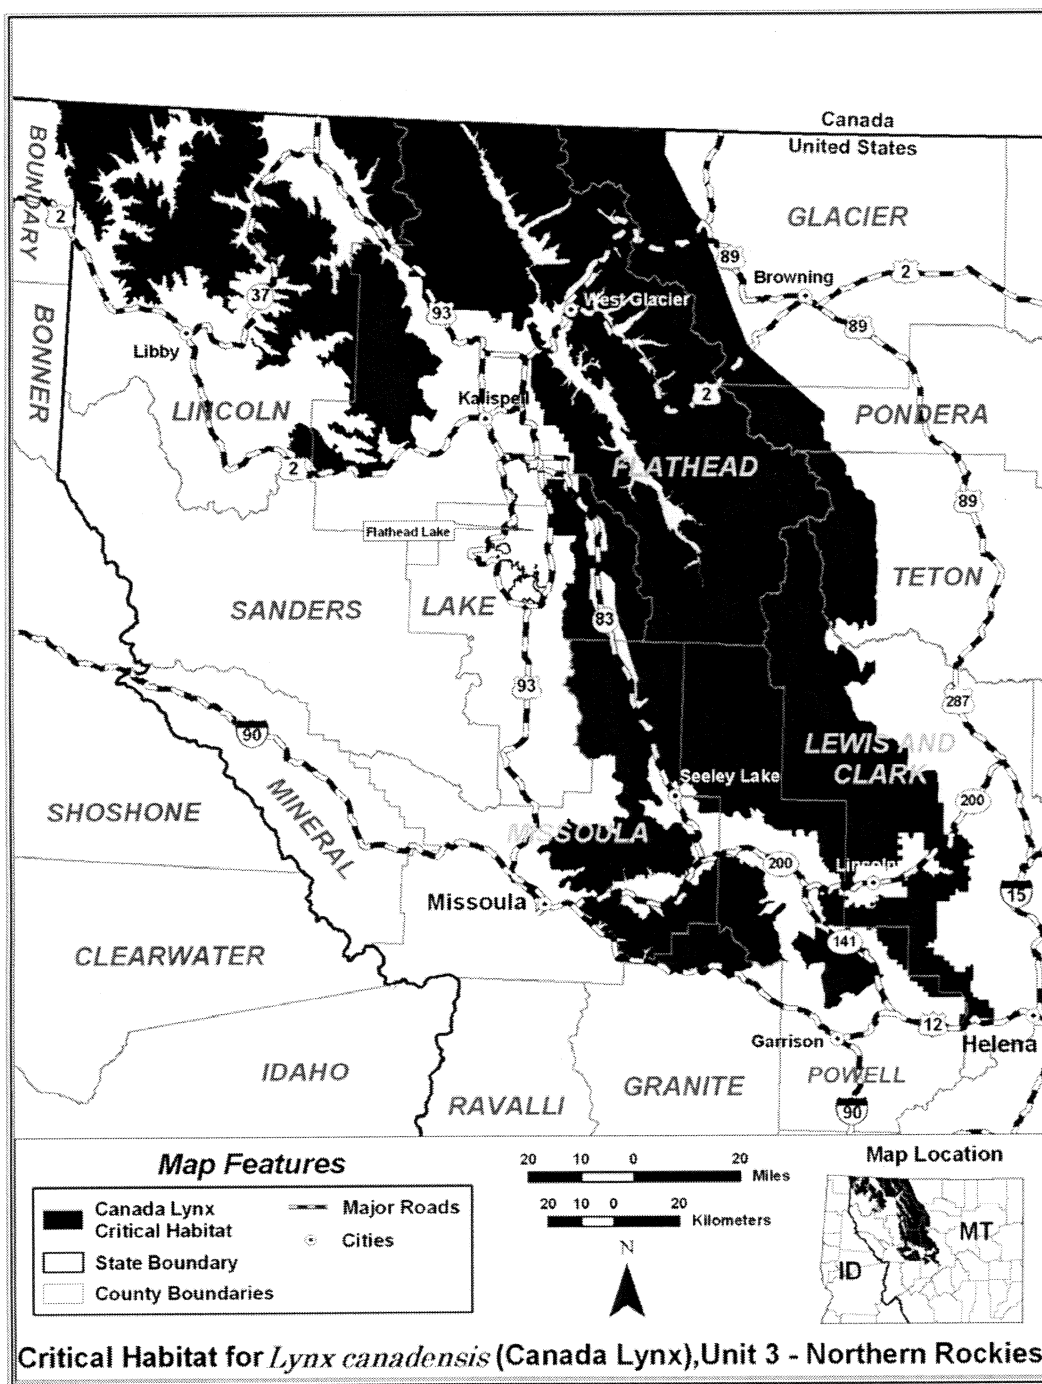 Canada
United States
BOUNDARY
GLACIER
2
89
Browning
2
BONNER
37
93
West Glacier
89
Libby
LINCOLN
Kalispell
2
PONDERA
2
FLATHEAD
89
Flathead Lake
TETON
SANDERS
LAKE
83
93
287
90
LEWIS AND
CLARK
Seeley Lake
SHOSHONE
MINERAL
200
MISSOULA
200
Lincoln
15
Missoula
141
CLEARWATER
12
Garrison
Helena
IDAHO
GRANITE
POWELL
RAVALLI
90
Map Features
Canada Lynx
Critical Habitat
State Boundary
County Boundaries
Major Roads
Cities
20 10 0 20
Miles
20 10 0 20
Kilometers
N
Map Location
MT
ID
Critical Habitat for Lynx canadensis (Canada Lynx),Unit 3 - Northern Rockies